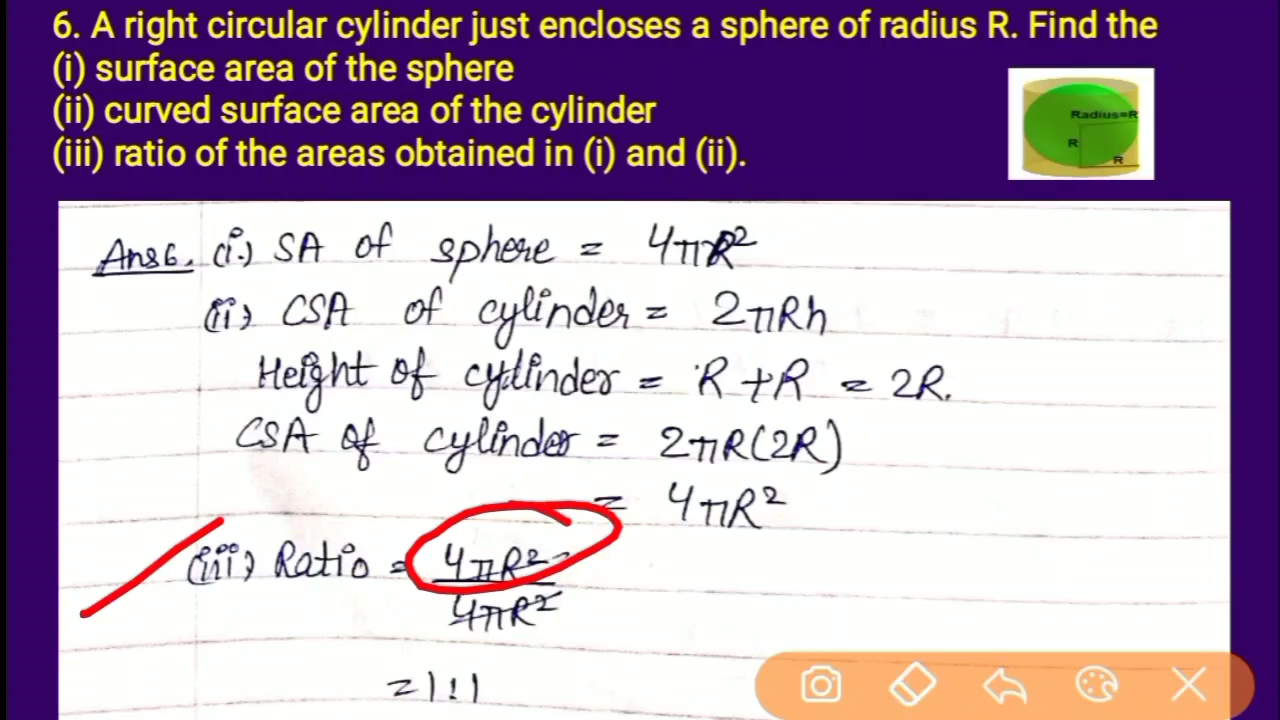 6. A right circular cylinder just encloses a sphere of radius R. Find the
(i) surface area of the sphere
(ii) curved surface area of the cylinder
(iii) ratio of the areas obtained in (i) and (ii).
Radius=R
R
R
Ans 6. (i) SA of sphere = 4πR²
(ii) CSA of cylinder = 2πRh
Height of cylinder = R + R = 2R.
CSA of cylinder = 2πR(2R)
= 4πR²
(iii) Ratio = 4πR²
4πR²
= 1:1